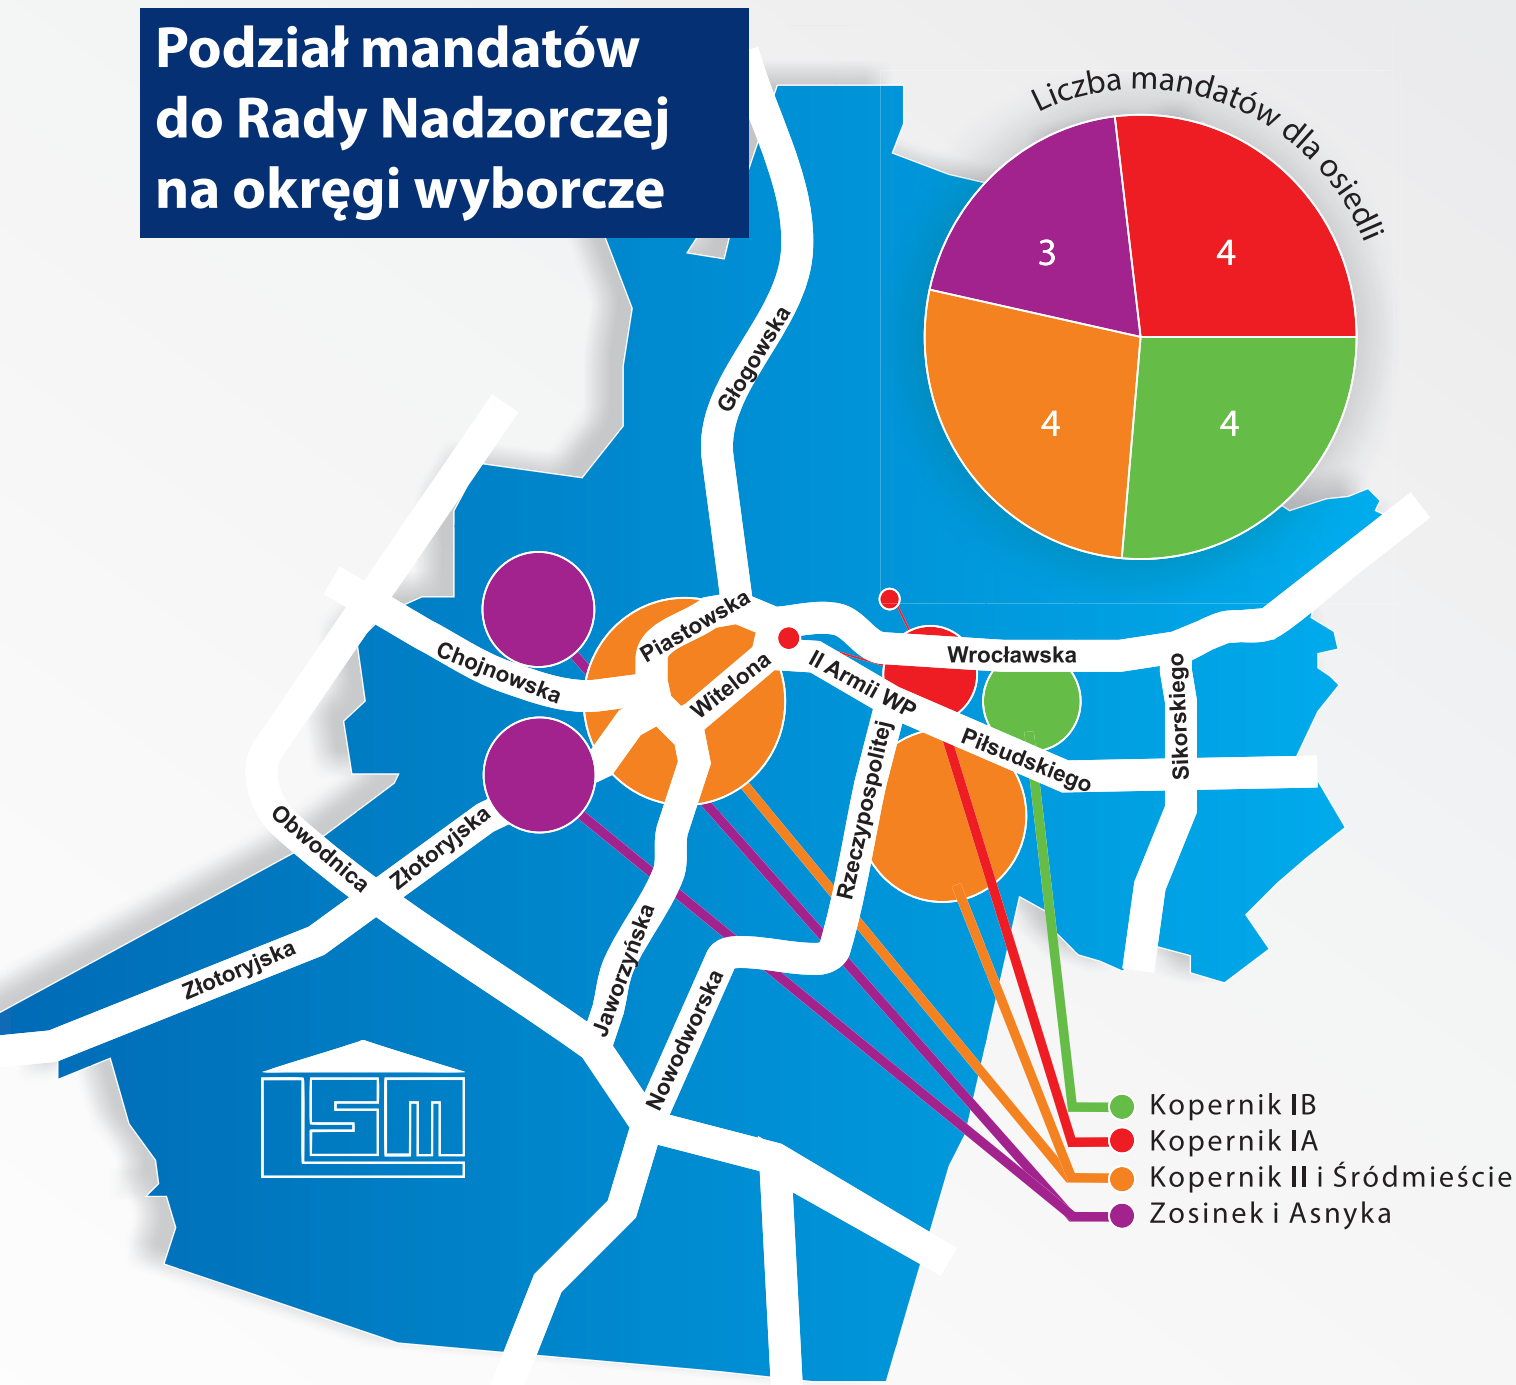 Podział mandatów
do Rady Nadzorczej
na okręgi wyborcze
Liczba mandatów dla osiedli
3
4
4
4
Głogowska
Piastowska
Chojnowska
Witelona
II Armii WP
Wrocławska
Piłsudskiego
Sikorskiego
Rzeczypospolitej
Obwodnica
Złotoryjska
Złotoryjska
Jaworzyńska
Nowodworska
LSM
Kopernik IB
Kopernik IA
Kopernik II i Śródmieście
Zosinek i Asnyka